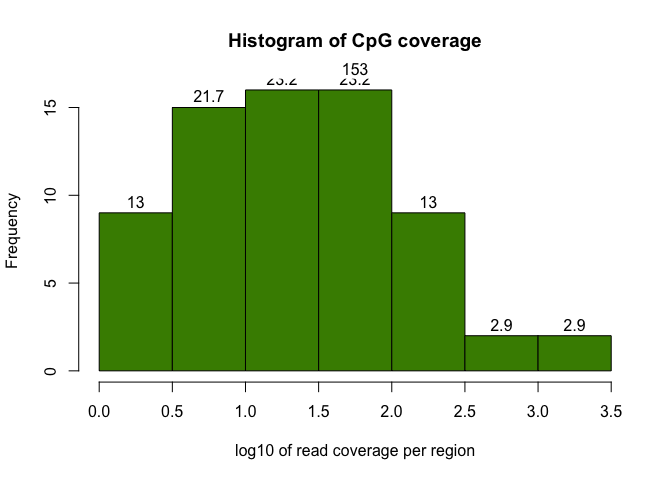 Histogram of CpG coverage
153
13 21.7 23.2 23.2 13 2.9 2.9
Frequency
0 5 10 15
0.0 0.5 1.0 1.5 2.0 2.5 3.0 3.5
log10 of read coverage per region